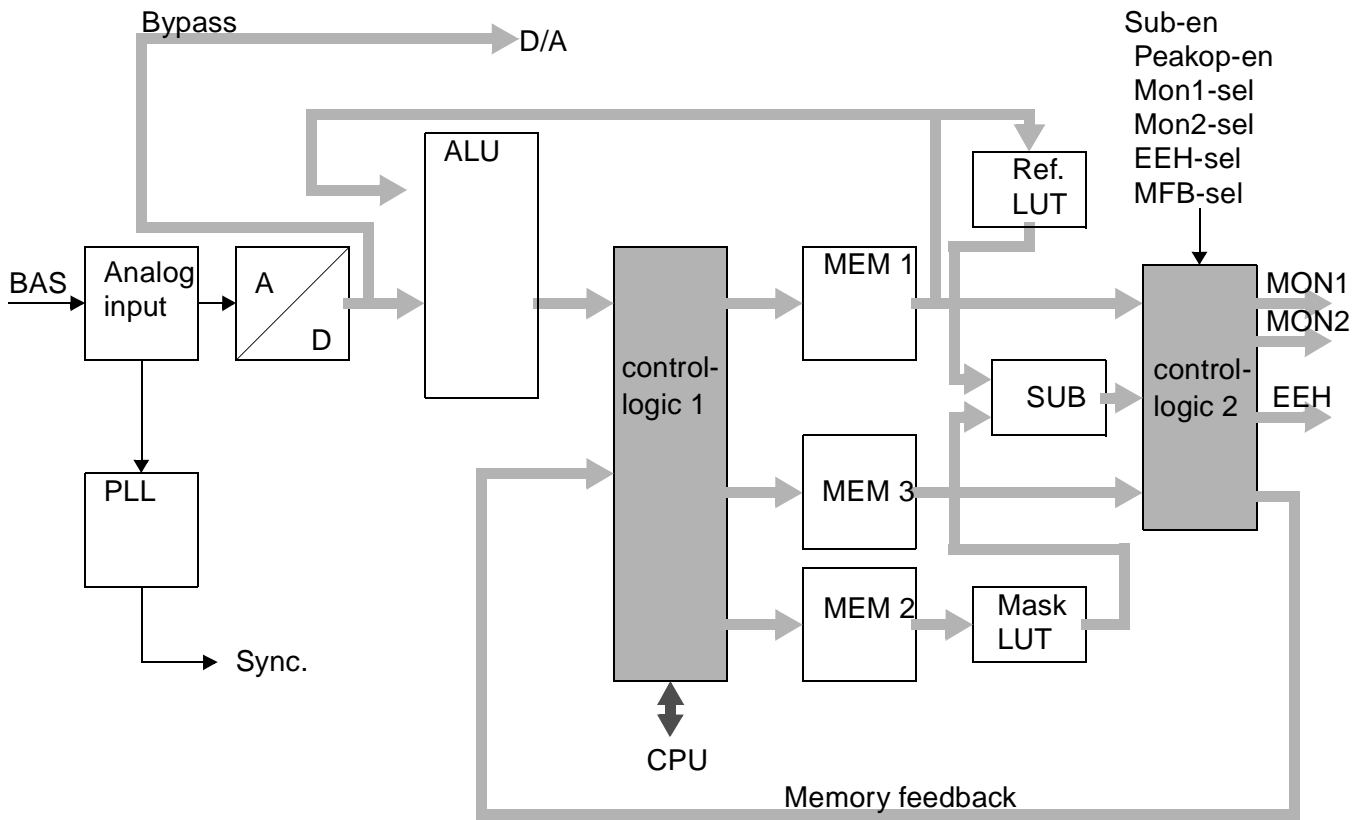 Bypass
D/A
Sub-en
Peakop-en
Mon1-sel
Mon2-sel
EEH-sel
MFB-sel
ALU
Ref.
LUT
BAS
Analog
input
A
D
MEM 1
MON1
MON2
control-
logic 1
SUB
control-
logic 2
EEH
PLL
MEM 3
MEM 2
Mask
LUT
Sync.
CPU
Memory feedback